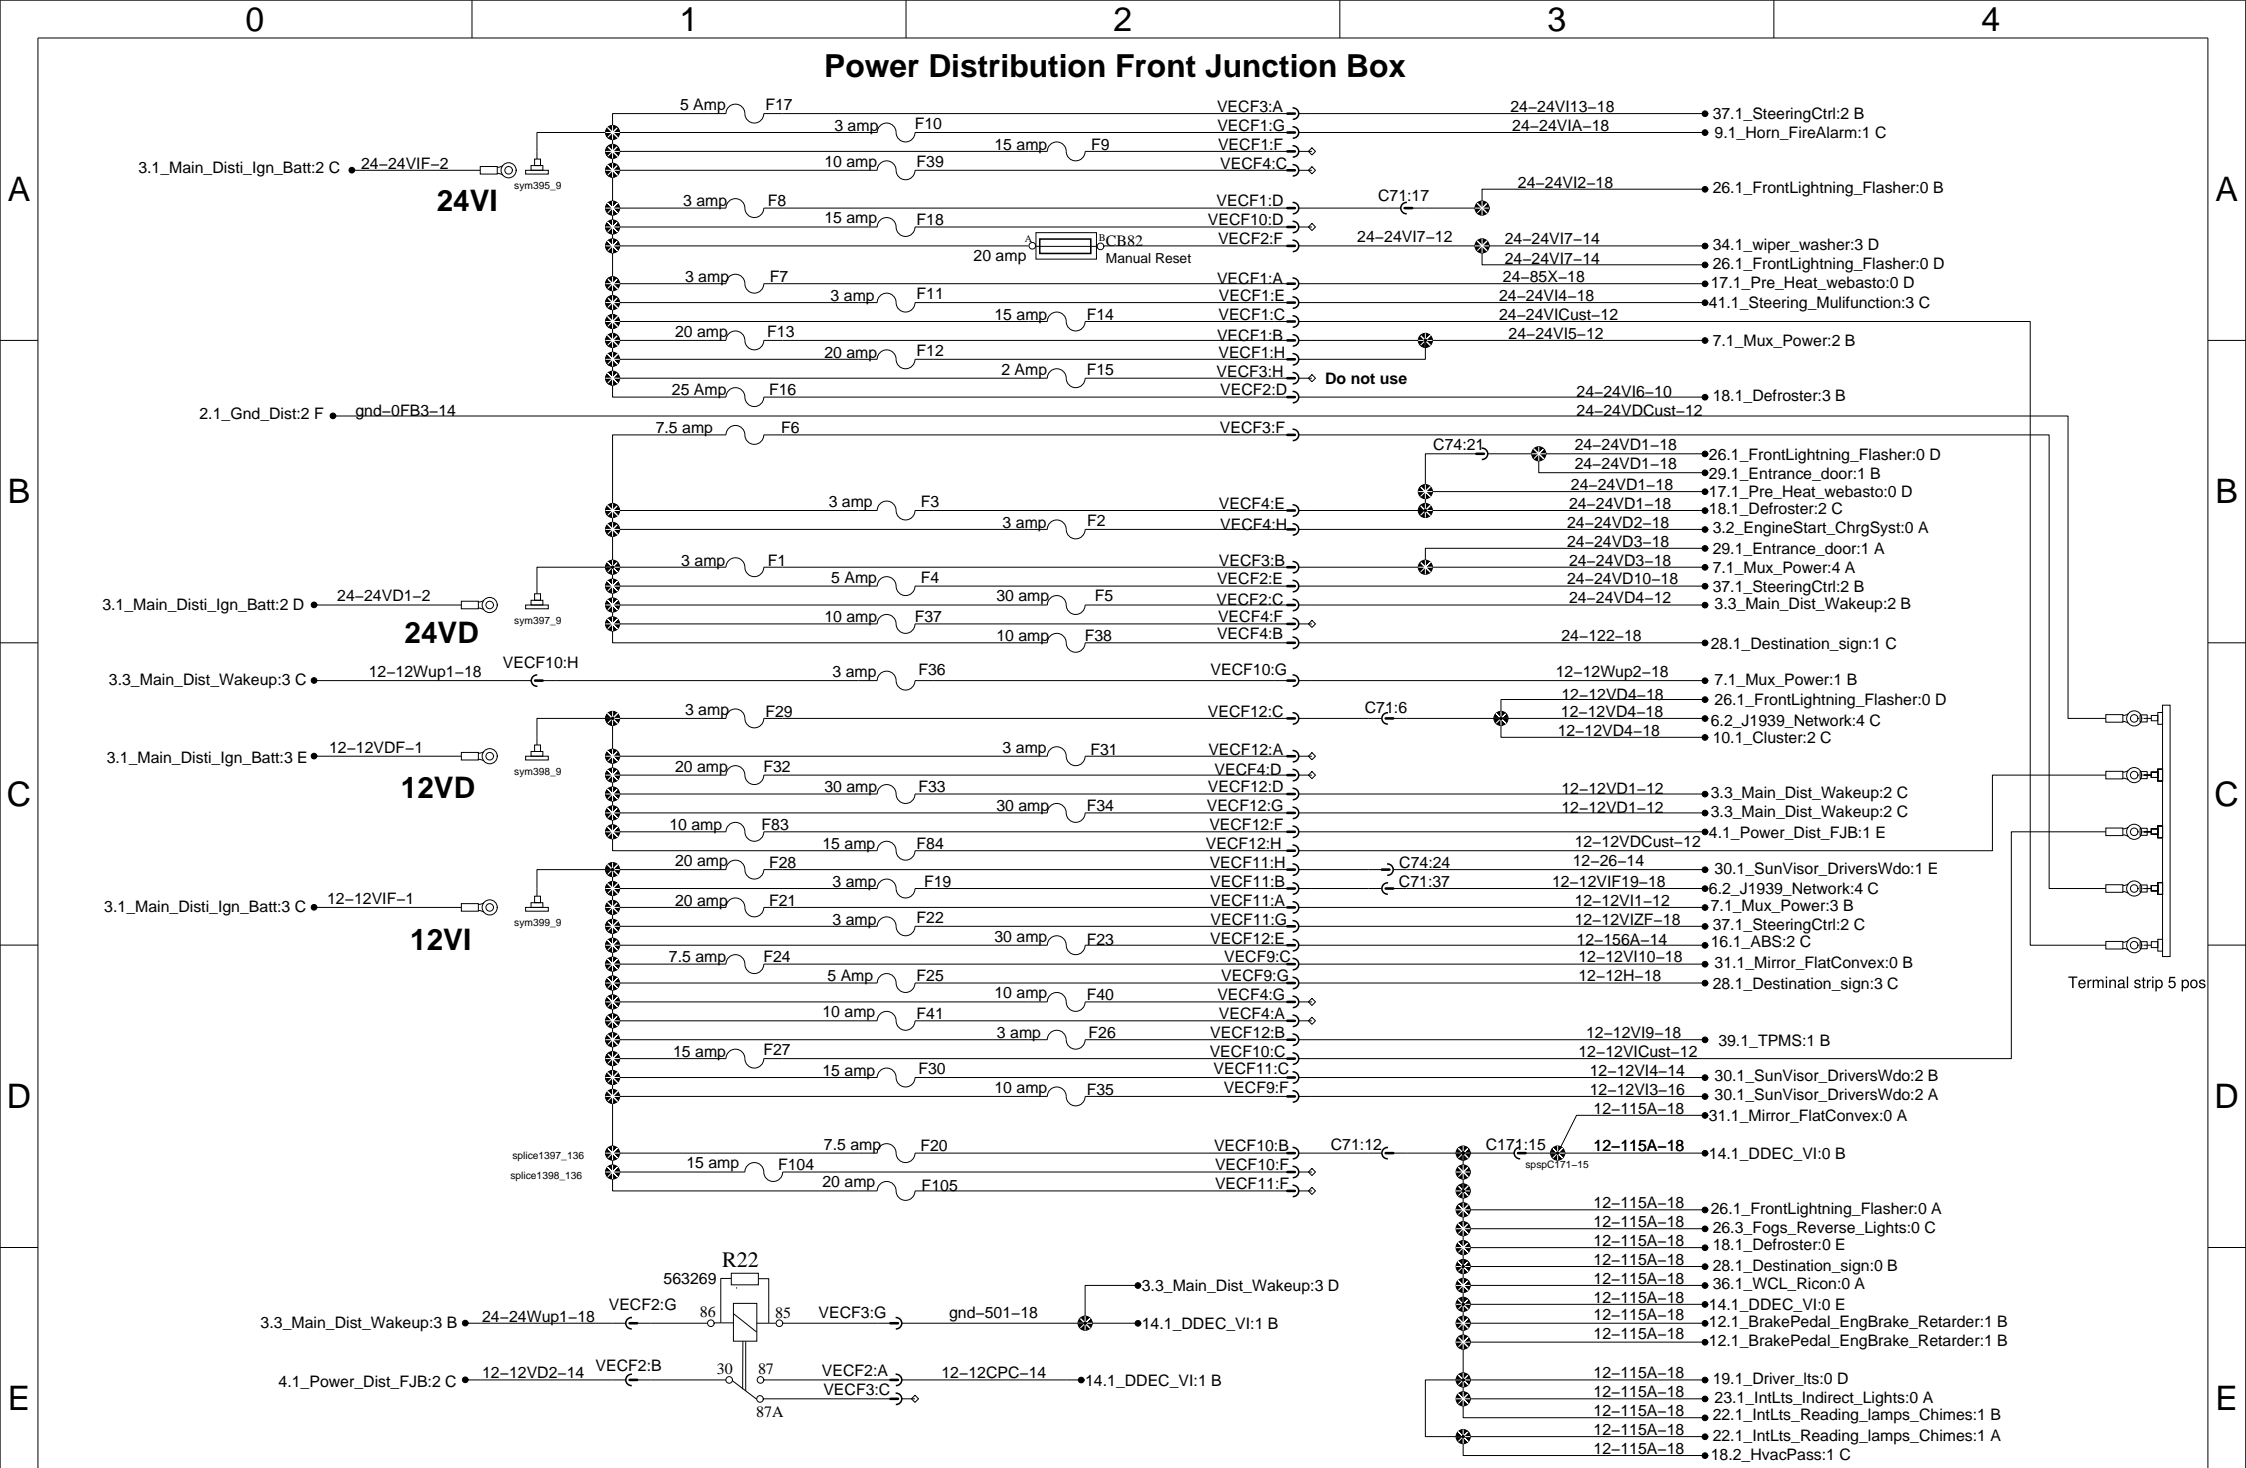 0 1 2 3 4
Power Distribution Front Junction Box
5 Amp F17 VECF3:A 24-24VI13-18 37.1_SteeringCtrl:2 B
3 amp F10 VECF1:G 24-24VIA-18 9.1_Horn_FireAlarm:1 C
15 amp F9 VECF1:F
3.1_Main_Disti_Ign_Batt:2 C 24-24VIF-2 10 amp F39 VECF4:C
sym395_9
A 24VI C71:17 24-24VI2-18 26.1_FrontLightning_Flasher:0 B A
3 amp F8 VECF1:D
15 amp F18 VECF10:D
20 amp A B CB82 VECF2:F 24-24VI7-12 24-24VI7-14 34.1_wiper_washer:3 D
Manual Reset
24-24VI7-14 26.1_FrontLightning_Flasher:0 D
3 amp F7 VECF1:A 24-85X-18 17.1_Pre_Heat_webasto:0 D
3 amp F11 VECF1:E 24-24VI4-18 41.1_Steering_Mulifunction:3 C
15 amp F14 VECF1:C 24-24VICust-12
20 amp F13 VECF1:B 24-24VI5-12 7.1_Mux_Power:2 B
20 amp F12 VECF1:H
2 Amp F15 VECF3:H Do not use
25 Amp F16 VECF2:D 24-24VI6-10 18.1_Defroster:3 B
2.1_Gnd_Dist:2 F gnd-0FB3-14 24-24VDCust-12
7.5 amp F6 VECF3:F
C74:21 24-24VD1-18 26.1_FrontLightning_Flasher:0 D
24-24VD1-18 29.1_Entrance_door:1 B
B 24-24VD1-18 17.1_Pre_Heat_webasto:0 D B
3 amp F3 VECF4:E 24-24VD1-18 18.1_Defroster:2 C
3 amp F2 VECF4:H 24-24VD2-18 3.2_EngineStart_ChrgSyst:0 A
24-24VD3-18 29.1_Entrance_door:1 A
3 amp F1 VECF3:B 24-24VD3-18 7.1_Mux_Power:4 A
5 Amp F4 VECF2:E 24-24VD10-18 37.1_SteeringCtrl:2 B
3.1_Main_Disti_Ign_Batt:2 D 24-24VD1-2 30 amp F5 VECF2:C 24-24VD4-12 3.3_Main_Dist_Wakeup:2 B
sym397_9
24VD 10 amp F37 VECF4:F
10 amp F38 VECF4:B 24-122-18 28.1_Destination_sign:1 C
3.3_Main_Dist_Wakeup:3 C 12-12Wup1-18 VECF10:H 3 amp F36 VECF10:G 12-12Wup2-18 7.1_Mux_Power:1 B
12-12VD4-18 26.1_FrontLightning_Flasher:0 D
3 amp F29 VECF12:C C71:6 12-12VD4-18 6.2_J1939_Network:4 C
12-12VD4-18 10.1_Cluster:2 C
3.1_Main_Disti_Ign_Batt:3 E 12-12VDF-1 3 amp F31 VECF12:A
sym398_9
20 amp F32 VECF4:D
C 12VD 30 amp F33 VECF12:D 12-12VD1-12 3.3_Main_Dist_Wakeup:2 C C
30 amp F34 VECF12:G 12-12VD1-12 3.3_Main_Dist_Wakeup:2 C
10 amp F83 VECF12:F 4.1_Power_Dist_FJB:1 E
15 amp F84 VECF12:H 12-12VDCust-12
20 amp F28 VECF11:H C74:24 12-26-14 30.1_SunVisor_DriversWdo:1 E
3 amp F19 VECF11:B C71:37 12-12VIF19-18 6.2_J1939_Network:4 C
3.1_Main_Disti_Ign_Batt:3 C 12-12VIF-1 20 amp F21 VECF11:A 12-12VI1-12 7.1_Mux_Power:3 B
sym399_9
3 amp F22 VECF11:G 12-12VIZF-18 37.1_SteeringCtrl:2 C
12VI 30 amp F23 VECF12:E 12-156A-14 16.1_ABS:2 C
7.5 amp F24 VECF9:C 12-12VI10-18 31.1_Mirror_FlatConvex:0 B
5 Amp F25 VECF9:G 12-12H-18 28.1_Destination_sign:3 C Terminal strip 5 pos
10 amp F40 VECF4:G
10 amp F41 VECF4:A
3 amp F26 VECF12:B 12-12VI9-18 39.1_TPMS:1 B
15 amp F27 VECF10:C 12-12VICust-12
15 amp F30 VECF11:C 12-12VI4-14 30.1_SunVisor_DriversWdo:2 B
D 10 amp F35 VECF9:F 12-12VI3-16 30.1_SunVisor_DriversWdo:2 A D
12-115A-18 31.1_Mirror_FlatConvex:0 A
splice1397_136 7.5 amp F20 VECF10:B C71:12 C171:15 12-115A-18 14.1_DDEC_VI:0 B
spspC171-15
splice1398_136 15 amp F104 VECF10:F
20 amp F105 VECF11:F
12-115A-18 26.1_FrontLightning_Flasher:0 A
12-115A-18 26.3_Fogs_Reverse_Lights:0 C
12-115A-18 18.1_Defroster:0 E
R22 12-115A-18 28.1_Destination_sign:0 B
563269 3.3_Main_Dist_Wakeup:3 D 12-115A-18 36.1_WCL_Ricon:0 A
12-115A-18 14.1_DDEC_VI:0 E
3.3_Main_Dist_Wakeup:3 B 24-24Wup1-18 VECF2:G 86 85 VECF3:G gnd-501-18 14.1_DDEC_VI:1 B 12-115A-18 12.1_BrakePedal_EngBrake_Retarder:1 B
12-115A-18 12.1_BrakePedal_EngBrake_Retarder:1 B
4.1_Power_Dist_FJB:2 C 12-12VD2-14 VECF2:B 30 87 VECF2:A 12-12CPC-14 14.1_DDEC_VI:1 B 12-115A-18 19.1_Driver_lts:0 D
E 87A VECF3:C 12-115A-18 23.1_IntLts_Indirect_Lights:0 A E
12-115A-18 22.1_IntLts_Reading_lamps_Chimes:1 B
12-115A-18 22.1_IntLts_Reading_lamps_Chimes:1 A
12-115A-18 18.2_HvacPass:1 C